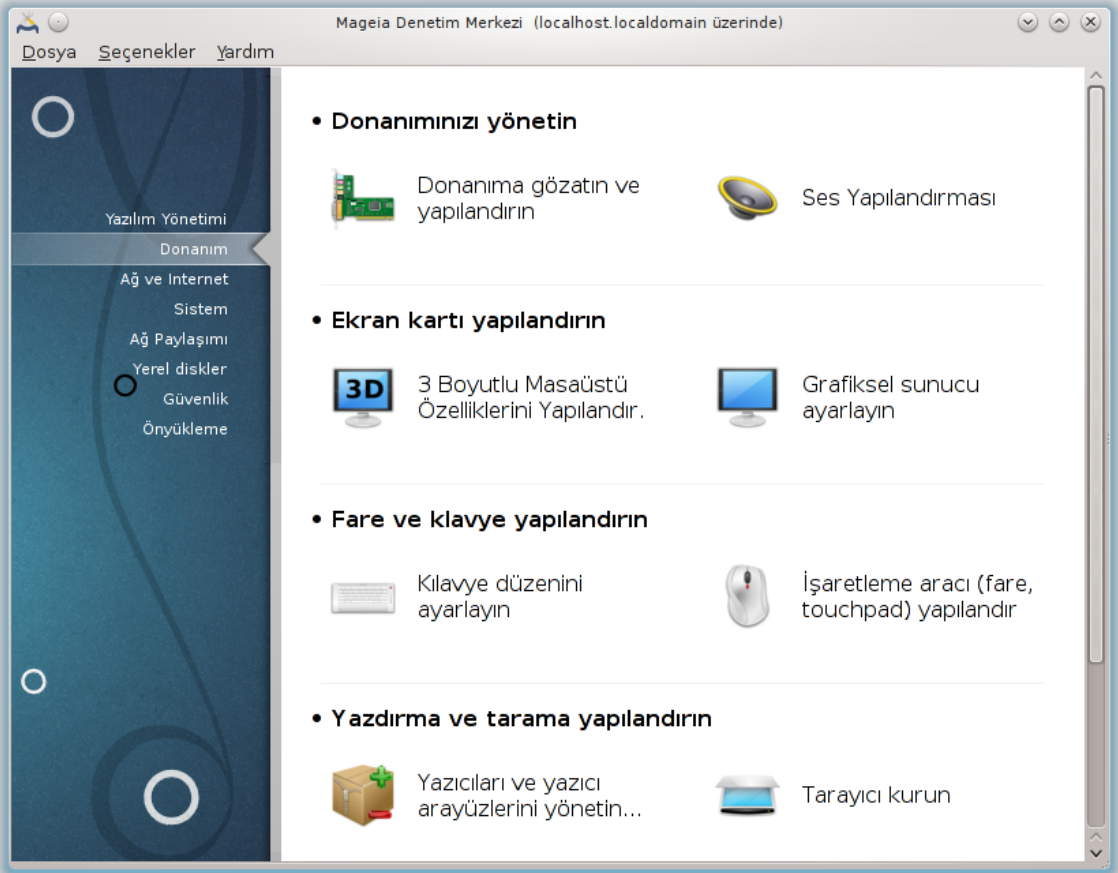 Mageia Denetim Merkezi (localhost.localdomain üzerinde)
Dosya Seçenekler Yardım
Yazılım Yönetimi
Donanım
Ağ ve Internet
Sistem
Ağ Paylaşımı
Yerel diskler
Güvenlik
Önyükleme
• Donanımınızı yönetin
Donanıma gözatın ve
yapılandırın
Ses Yapılandırması
• Ekran kartı yapılandırın
3D
3 Boyutlu Masaüstü
Özelliklerini Yapılandır.
Grafiksel sunucu
ayarlayın
• Fare ve klavye yapılandırın
Kılavye düzenini
ayarlayın
İşaretleme aracı (fare,
touchpad) yapılandır
• Yazdırma ve tarama yapılandırın
Yazıcıları ve yazıcı
arayüzlerini yönetin...
Tarayıcı kurun